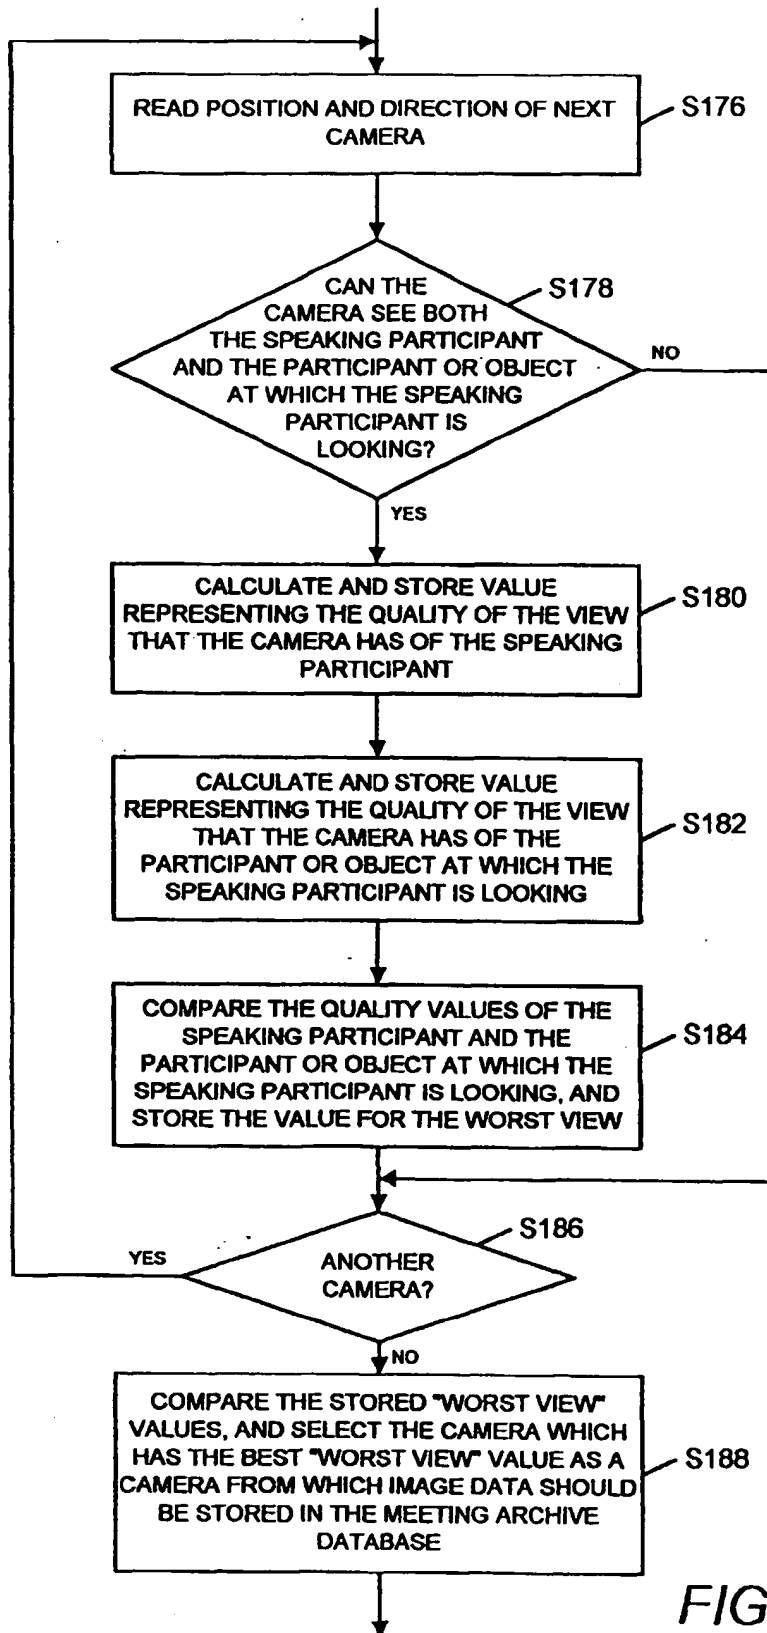 READ POSITION AND DIRECTION OF NEXT
CAMERA
S176
CAN THE
CAMERA SEE BOTH
THE SPEAKING PARTICIPANT
AND THE PARTICIPANT OR OBJECT
AT WHICH THE SPEAKING
PARTICIPANT IS
LOOKING?
S178
NO
YES
CALCULATE AND STORE VALUE
REPRESENTING THE QUALITY OF THE VIEW
THAT THE CAMERA HAS OF THE SPEAKING
PARTICIPANT
S180
CALCULATE AND STORE VALUE
REPRESENTING THE QUALITY OF THE VIEW
THAT THE CAMERA HAS OF THE
PARTICIPANT OR OBJECT AT WHICH THE
SPEAKING PARTICIPANT IS LOOKING
S182
COMPARE THE QUALITY VALUES OF THE
SPEAKING PARTICIPANT AND THE
PARTICIPANT OR OBJECT AT WHICH THE
SPEAKING PARTICIPANT IS LOOKING, AND
STORE THE VALUE FOR THE WORST VIEW
S184
S186
YES
ANOTHER
CAMERA?
NO
COMPARE THE STORED "WORST VIEW"
VALUES, AND SELECT THE CAMERA WHICH
HAS THE BEST "WORST VIEW" VALUE AS A
CAMERA FROM WHICH IMAGE DATA SHOULD
BE STORED IN THE MEETING ARCHIVE
DATABASE
S188
FIG